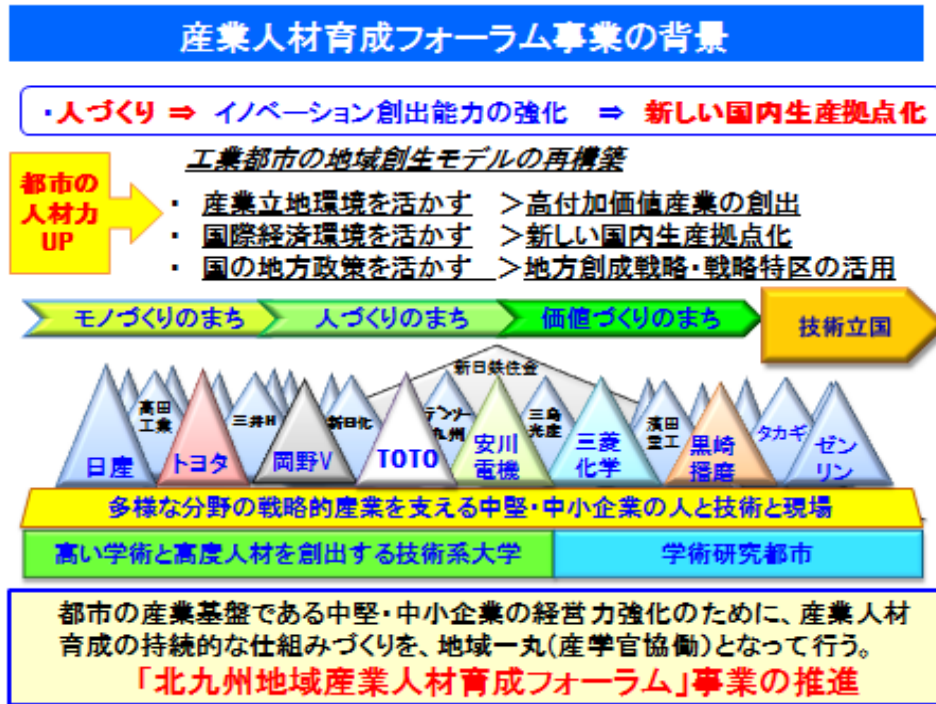 産業人材育成フォーラム事業の背景
・人づくり ⇒ イノベーション創出能力の強化 ⇒ 新しい国内生産拠点化
都市の
人材力
UP
工業都市の地域創生モデルの再構築
・ 産業立地環境を活かす >高付加価値産業の創出
・ 国際経済環境を活かす >新しい国内生産拠点化
・ 国の地方政策を活かす >地方創成戦略・戦略特区の活用
モノづくりのまち
人づくりのまち
価値づくりのまち
技術立国
新日鉄住金
高田
工業
三井H
新日化
デンソー
九州
三島
光産
濱田
重工
タカギ
日産
トヨタ
岡野V
TOTO
安川
電機
三菱
化学
黒崎
播磨
ゼン
リン
多様な分野の戦略的産業を支える中堅・中小企業の人と技術と現場
高い学術と高度人材を創出する技術系大学
学術研究都市
都市の産業基盤である中堅・中小企業の経営力強化のために、産業人材
育成の持続的な仕組みづくりを、地域一丸(産学官協働)となって行う。
「北九州地域産業人材育成フォーラム」事業の推進